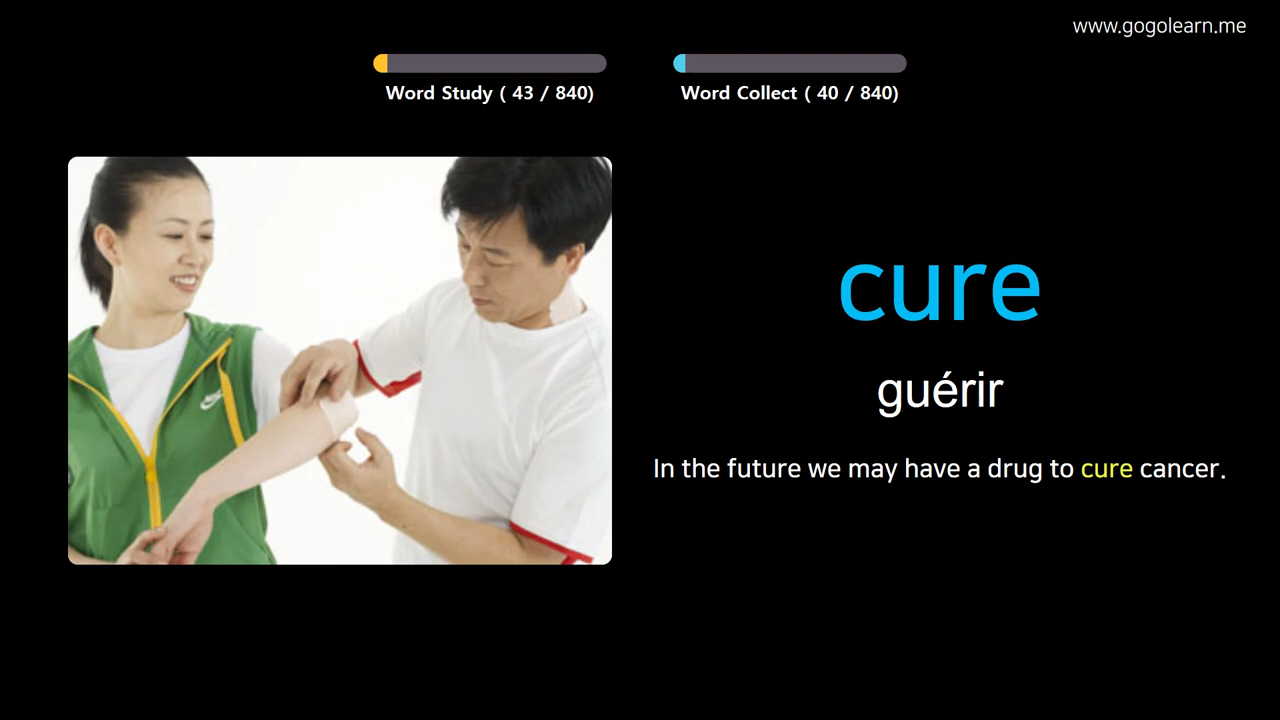 www.gogolearn.me
Word Study ( 43 / 840)
Word Collect ( 40 / 840)
cure
guérir
In the future we may have a drug to cure cancer.